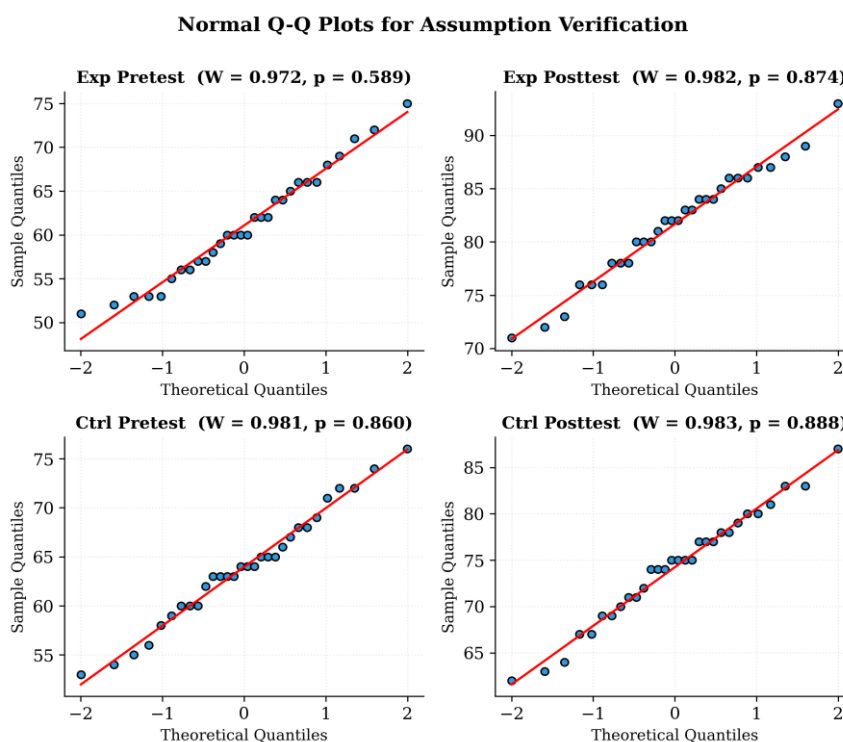 Normal Q-Q Plots for Assumption Verification
Exp Pretest (W = 0.972, p = 0.589)
75
70
65
60
55
50
Sample Quantiles
−2 −1 0 1 2
Theoretical Quantiles
Exp Posttest (W = 0.982, p = 0.874)
90
85
80
75
70
Sample Quantiles
−2 −1 0 1 2
Theoretical Quantiles
Ctrl Pretest (W = 0.981, p = 0.860)
75
70
65
60
55
Sample Quantiles
−2 −1 0 1 2
Theoretical Quantiles
Ctrl Posttest (W = 0.983, p = 0.888)
85
80
75
70
65
Sample Quantiles
−2 −1 0 1 2
Theoretical Quantiles